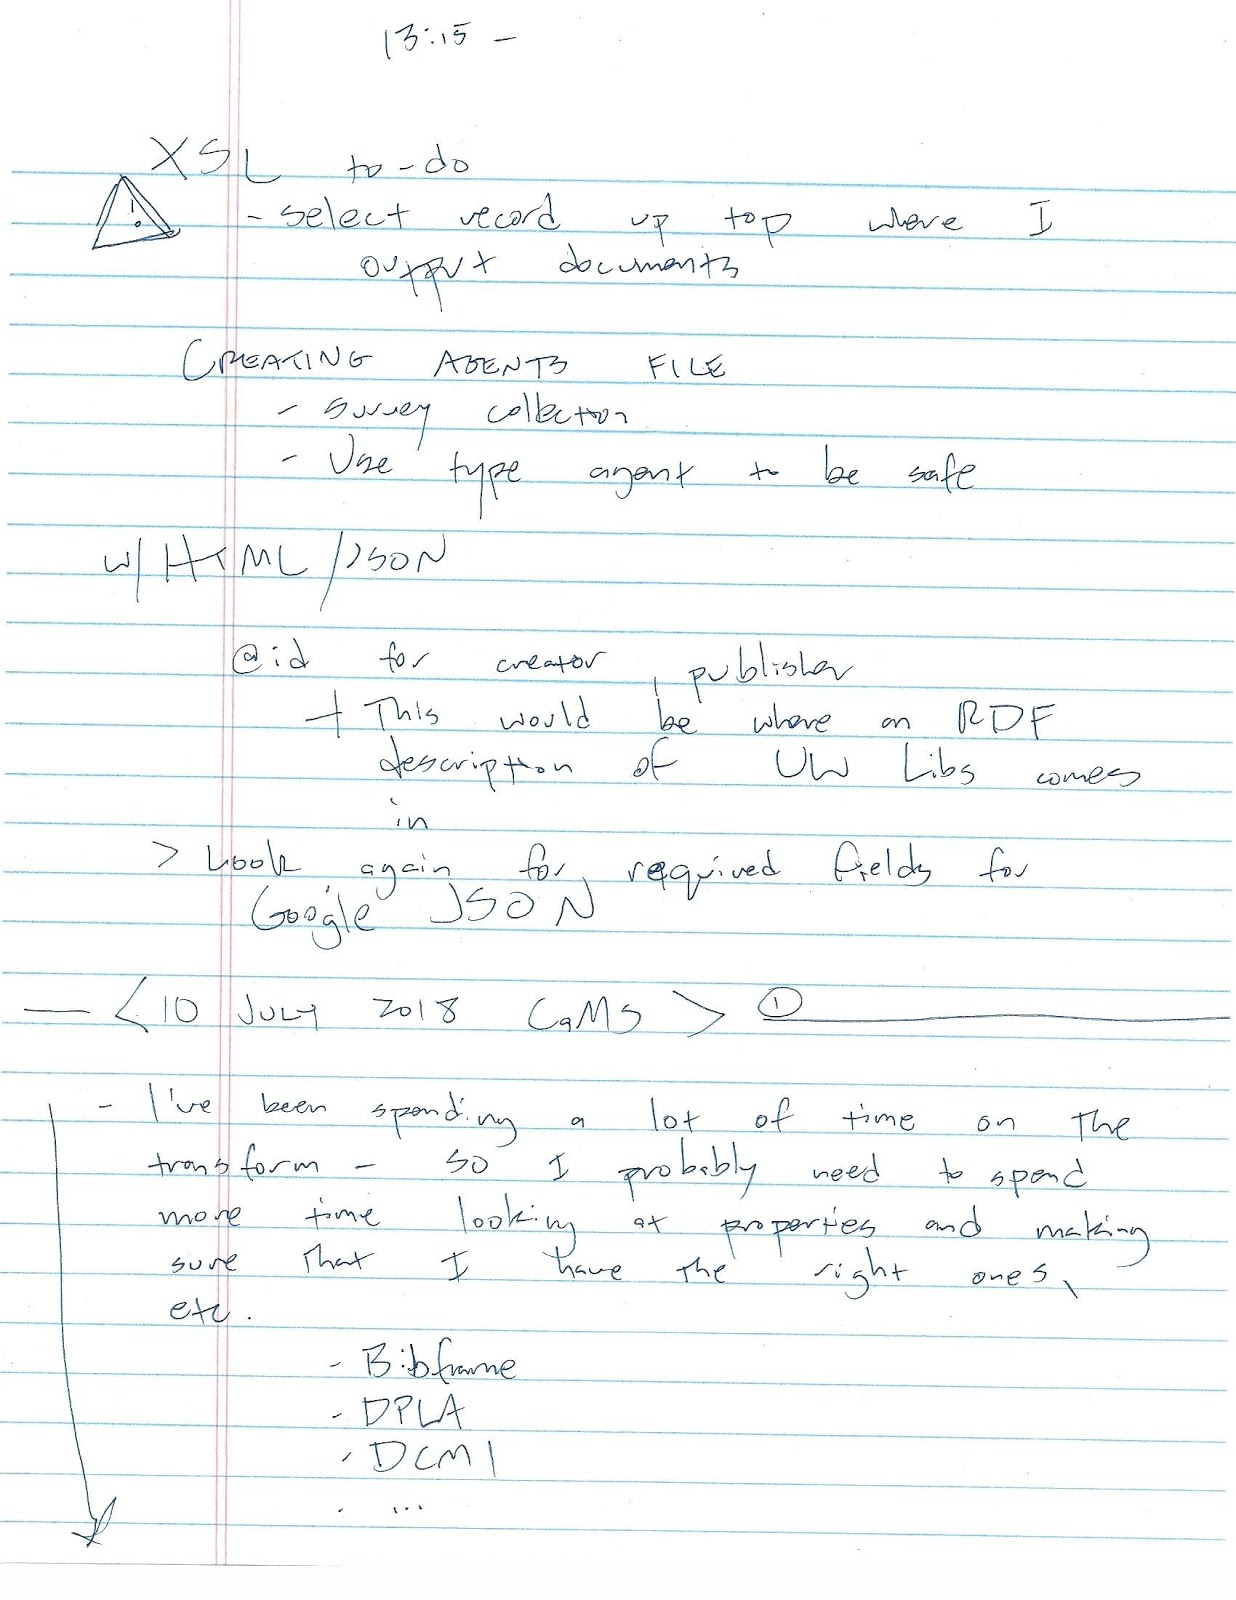 13:15 –
XSL to-do
! - select record up top where I
output documents
CREATING AGENTS FILE
- survey collection
- Use type agent to be safe
w/ HTML/JSON
@id for creator, publisher
+ This would be where an RDF
description of UW Libs comes
in
> Look again for required fields for
Google JSON
— < 10 JULY 2018 CAMS > ①
- I've been spending a lot of time on the
transform – so I probably need to spend
more time looking at properties and making
sure that I have the right ones,
etc.
- Bibframe
- DPLA
- DCMI
- ...